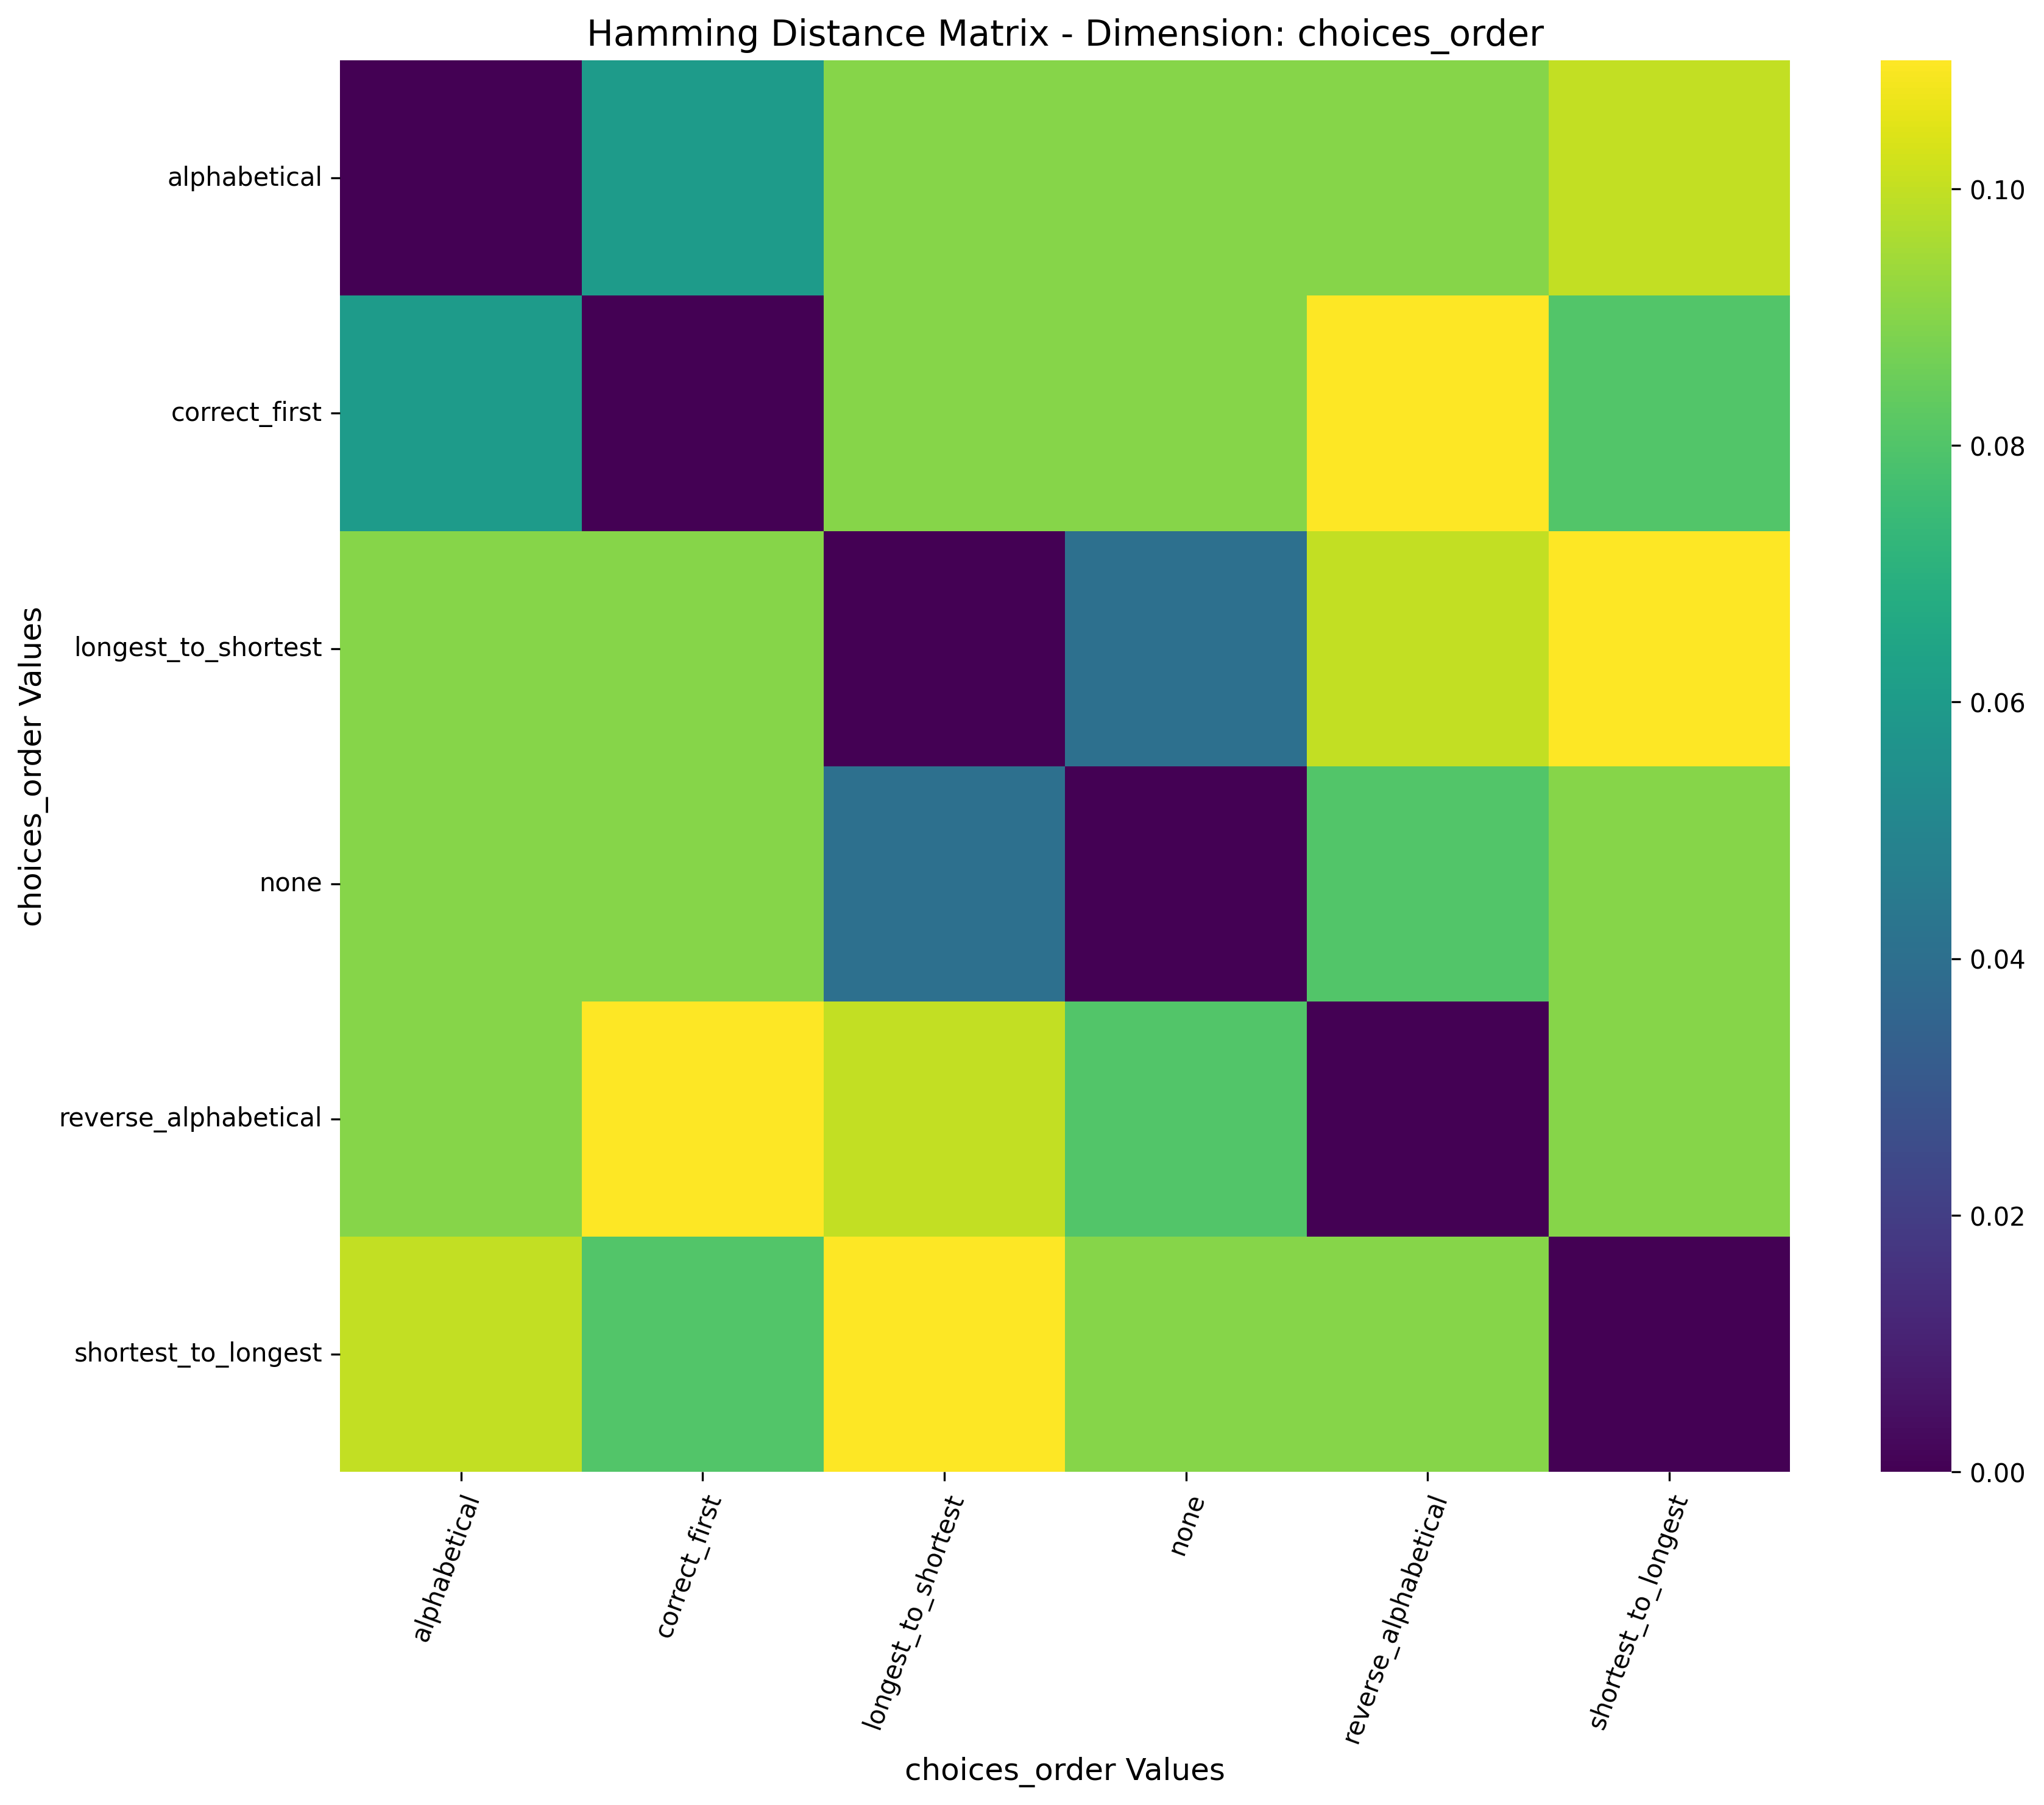 Hamming Distance Matrix - Dimension: choices_order
choices_order Values
alphabetical
correct_first
longest_to_shortest
none
reverse_alphabetical
shortest_to_longest
alphabetical
correct_first
longest_to_shortest
none
reverse_alphabetical
shortest_to_longest
choices_order Values
0.10
0.08
0.06
0.04
0.02
0.00